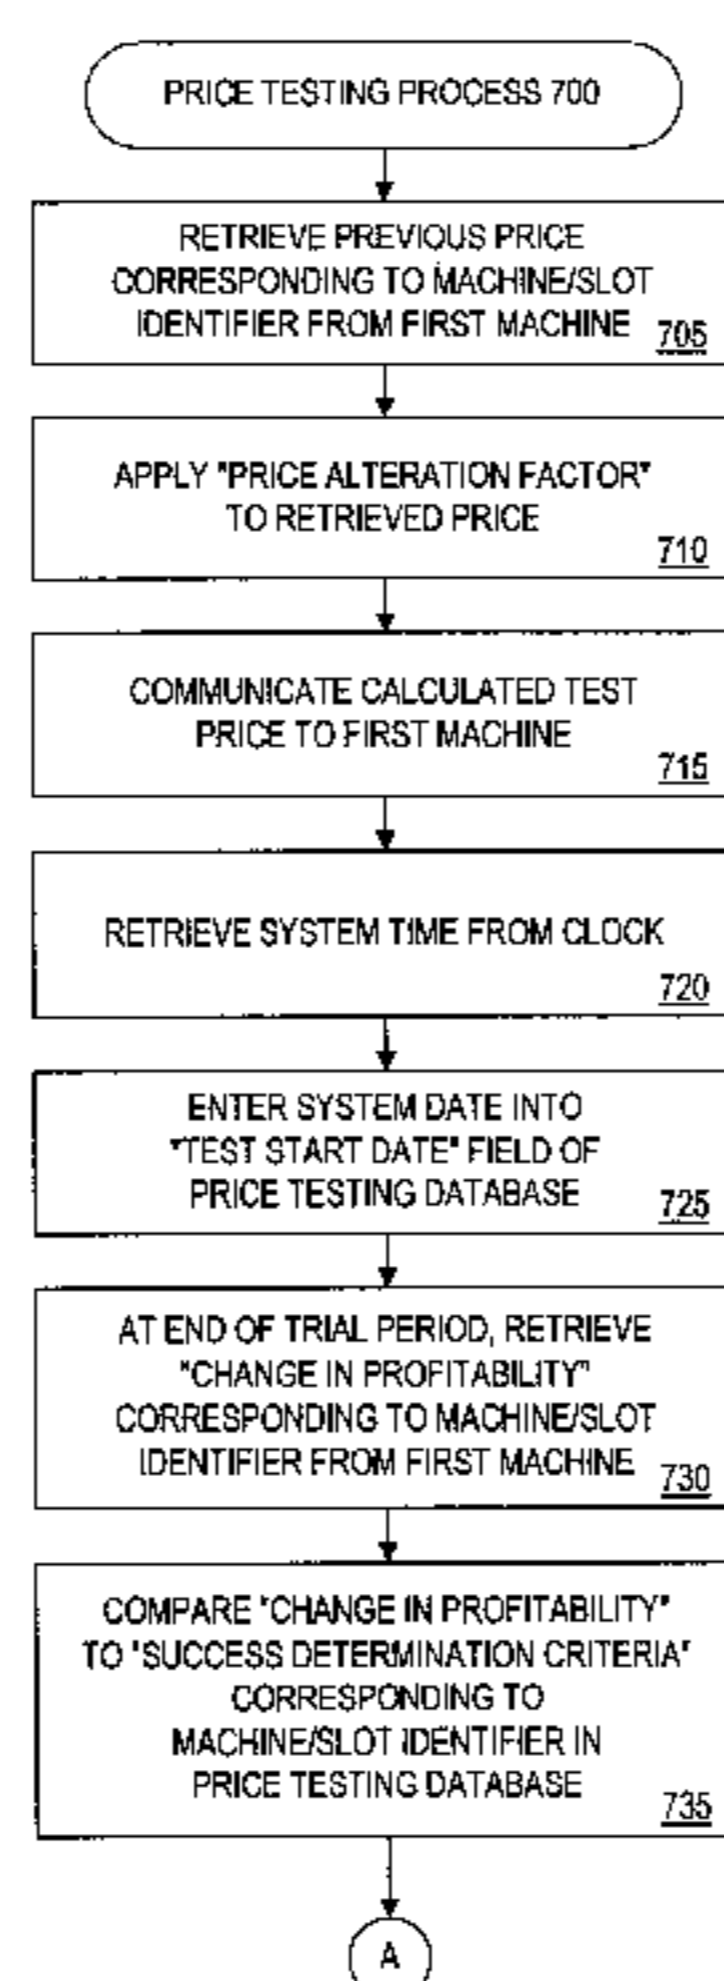 PRICE TESTING PROCESS 700
RETRIEVE PREVIOUS PRICE
CORRESPONDING TO MACHINE/SLOT
IDENTIFIER FROM FIRST MACHINE
705
APPLY "PRICE ALTERATION FACTOR"
TO RETRIEVED PRICE
710
COMMUNICATE CALCULATED TEST
PRICE TO FIRST MACHINE
715
RETRIEVE SYSTEM TIME FROM CLOCK
720
ENTER SYSTEM DATE INTO
"TEST START DATE" FIELD OF
PRICE TESTING DATABASE
725
AT END OF TRIAL PERIOD, RETRIEVE
"CHANGE IN PROFITABILITY"
CORRESPONDING TO MACHINE/SLOT
IDENTIFIER FROM FIRST MACHINE
730
COMPARE "CHANGE IN PROFITABILITY"
TO "SUCCESS DETERMINATION CRITERIA"
CORRESPONDING TO
MACHINE/SLOT IDENTIFIER IN
PRICE TESTING DATABASE
735
A